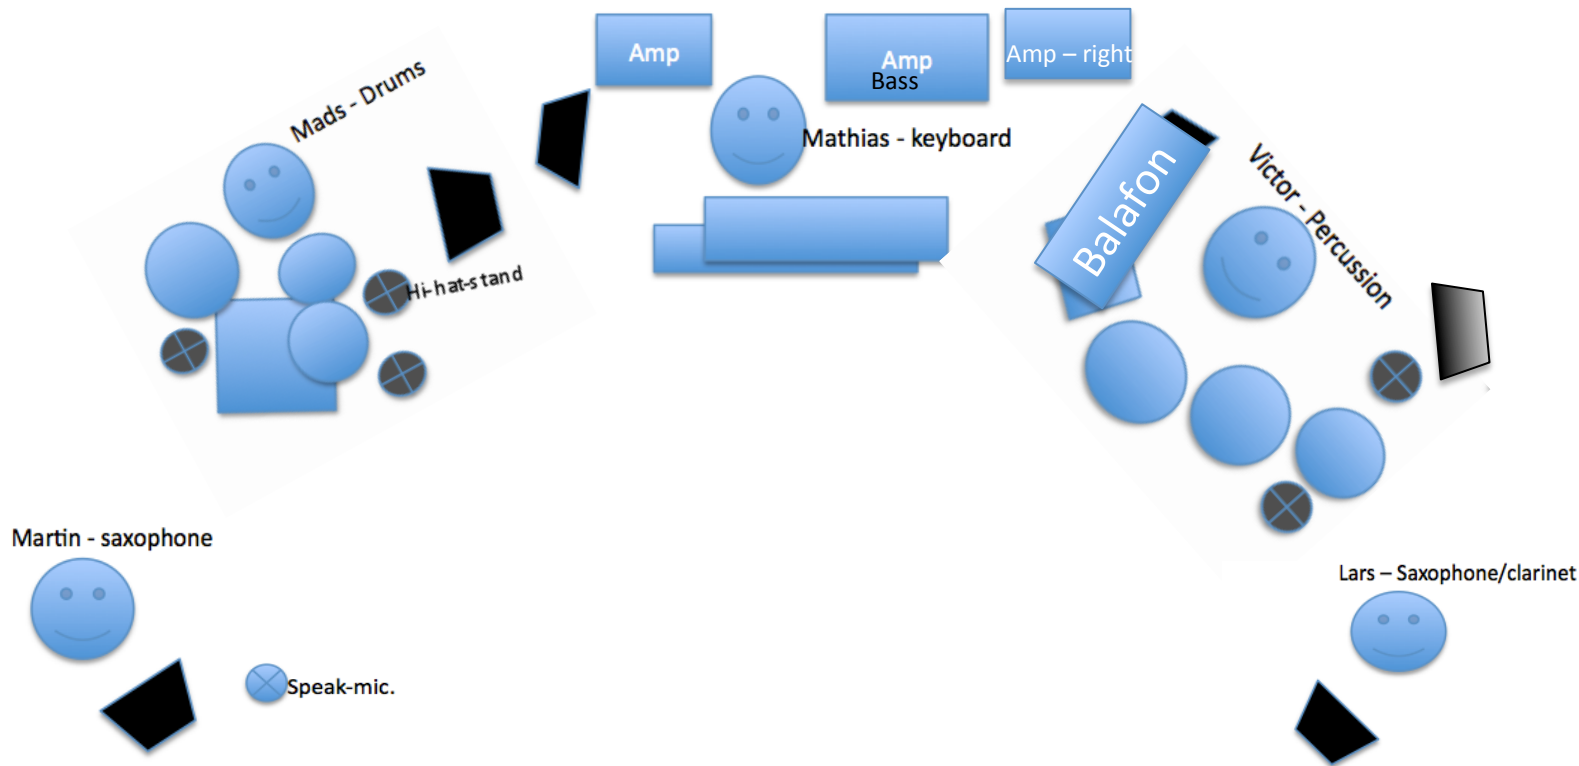 Amp
Amp
Bass
Amp – right
Mads - Drums
Mathias - keyboard
Balafon
Victor - Percussion
Hi-hat-stand
Martin - saxophone
Lars – Saxophone/clarinet
Speak-mic.